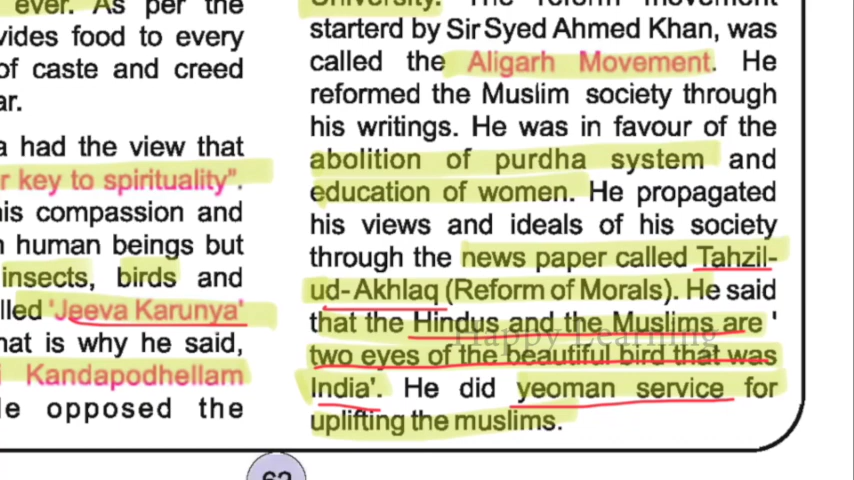 ever. As per the
vides food to every
of caste and creed
ar.
a had the view that
r key to spirituality".
his compassion and
human beings but
insects, birds and
lled 'Jeeva Karunya'
hat is why he said,
Kandapodhellam
He opposed the
University. The reform movement
starterd by Sir Syed Ahmed Khan, was
called the Aligarh Movement. He
reformed the Muslim society through
his writings. He was in favour of the
abolition of purdha system and
education of women. He propagated
his views and ideals of his society
through the news paper called Tahzil-
ud-Akhlaq (Reform of Morals). He said
that the Hindus and the Muslims are '
two eyes of the beautiful bird that was
India'. He did yeoman service for
uplifting the muslims.
Happy Learning
62